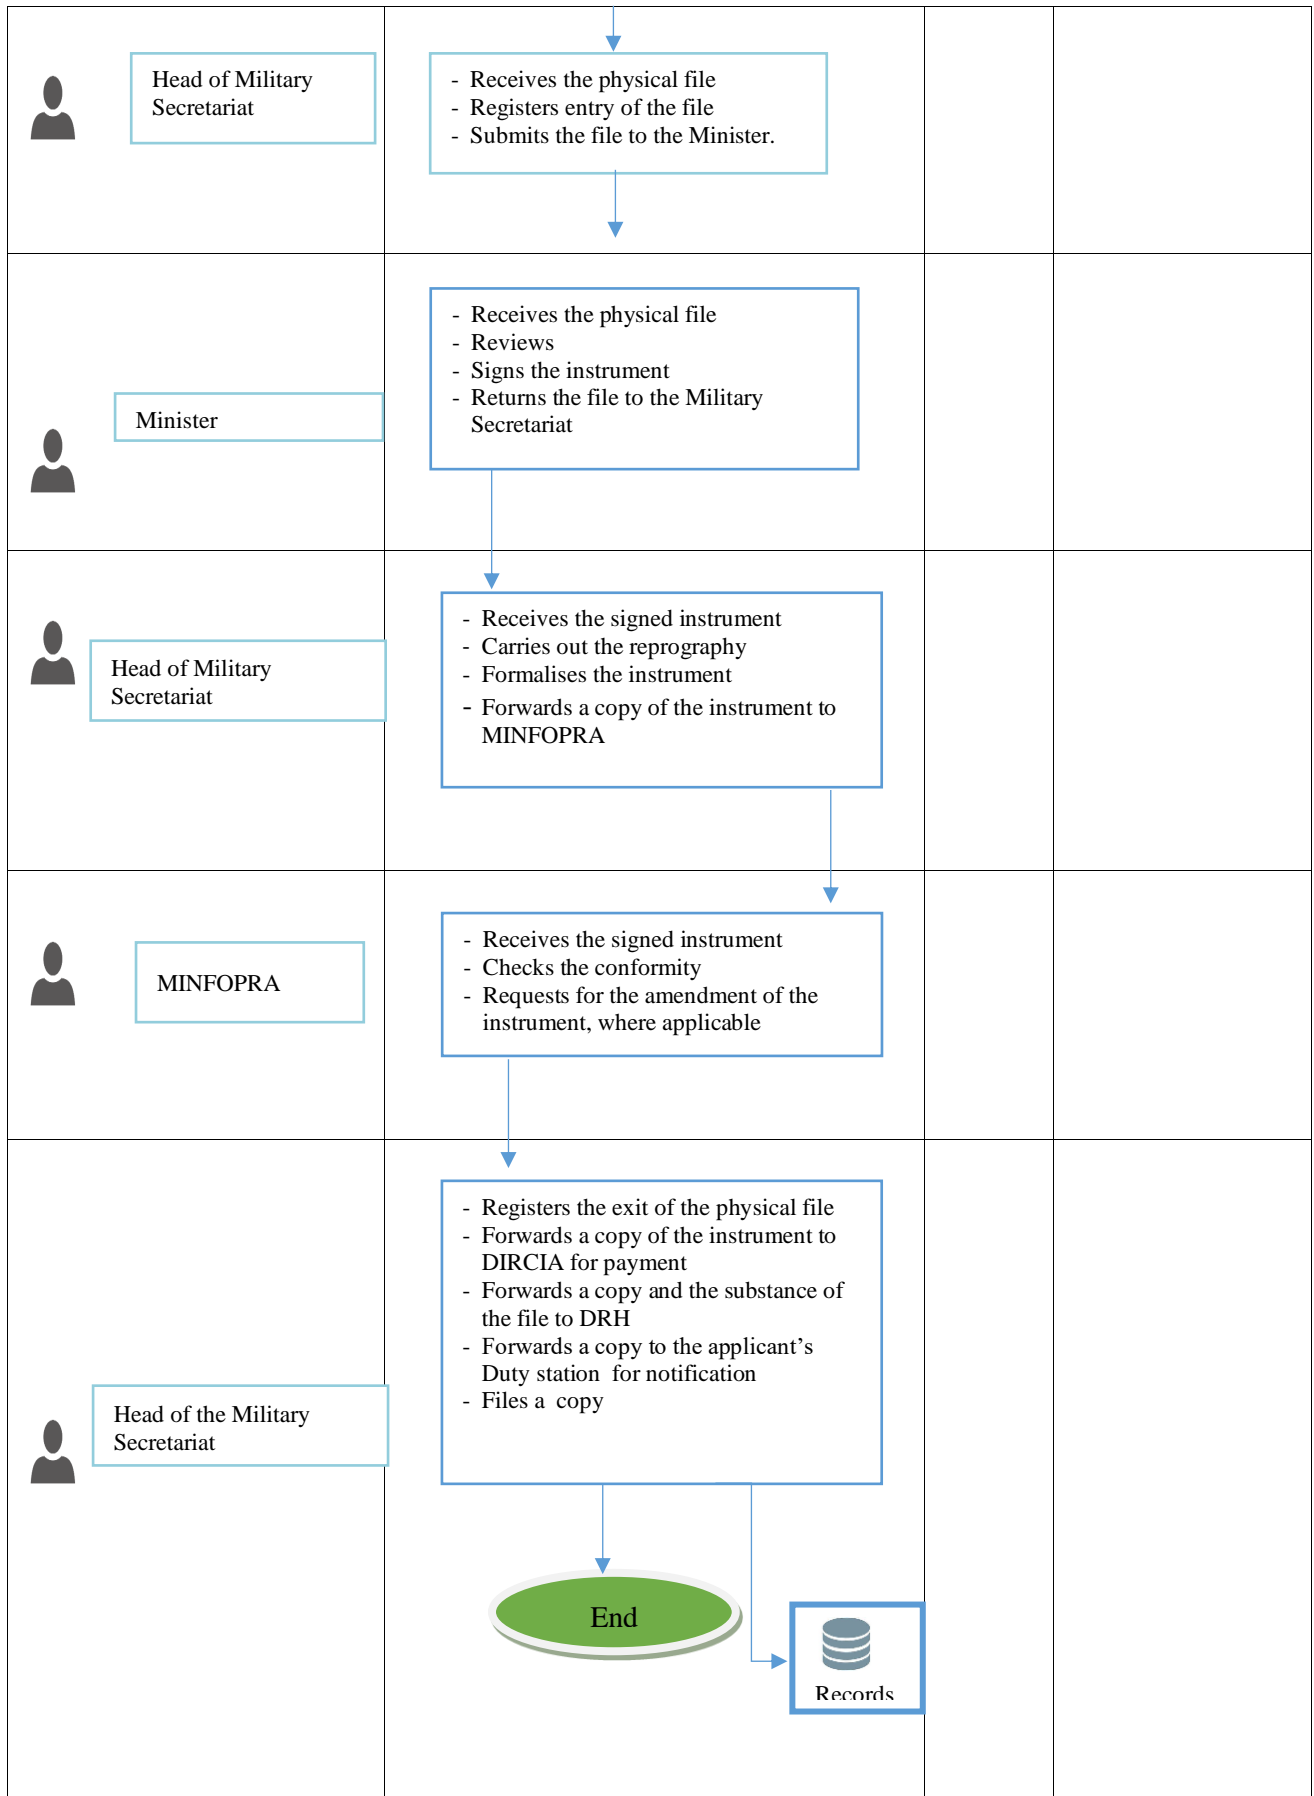 Head of Military
Secretariat
- Receives the physical file
- Registers entry of the file
- Submits the file to the Minister.
Minister
- Receives the physical file
- Reviews
- Signs the instrument
- Returns the file to the Military
Secretariat
Head of Military
Secretariat
- Receives the signed instrument
- Carries out the reprography
- Formalises the instrument
- Forwards a copy of the instrument to
MINFOPRA
MINFOPRA
- Receives the signed instrument
- Checks the conformity
- Requests for the amendment of the
instrument, where applicable
Head of the Military
Secretariat
- Registers the exit of the physical file
- Forwards a copy of the instrument to
DIRCIA for payment
- Forwards a copy and the substance of
the file to DRH
- Forwards a copy to the applicant’s
Duty station  for notification
- Files a  copy
End
Records